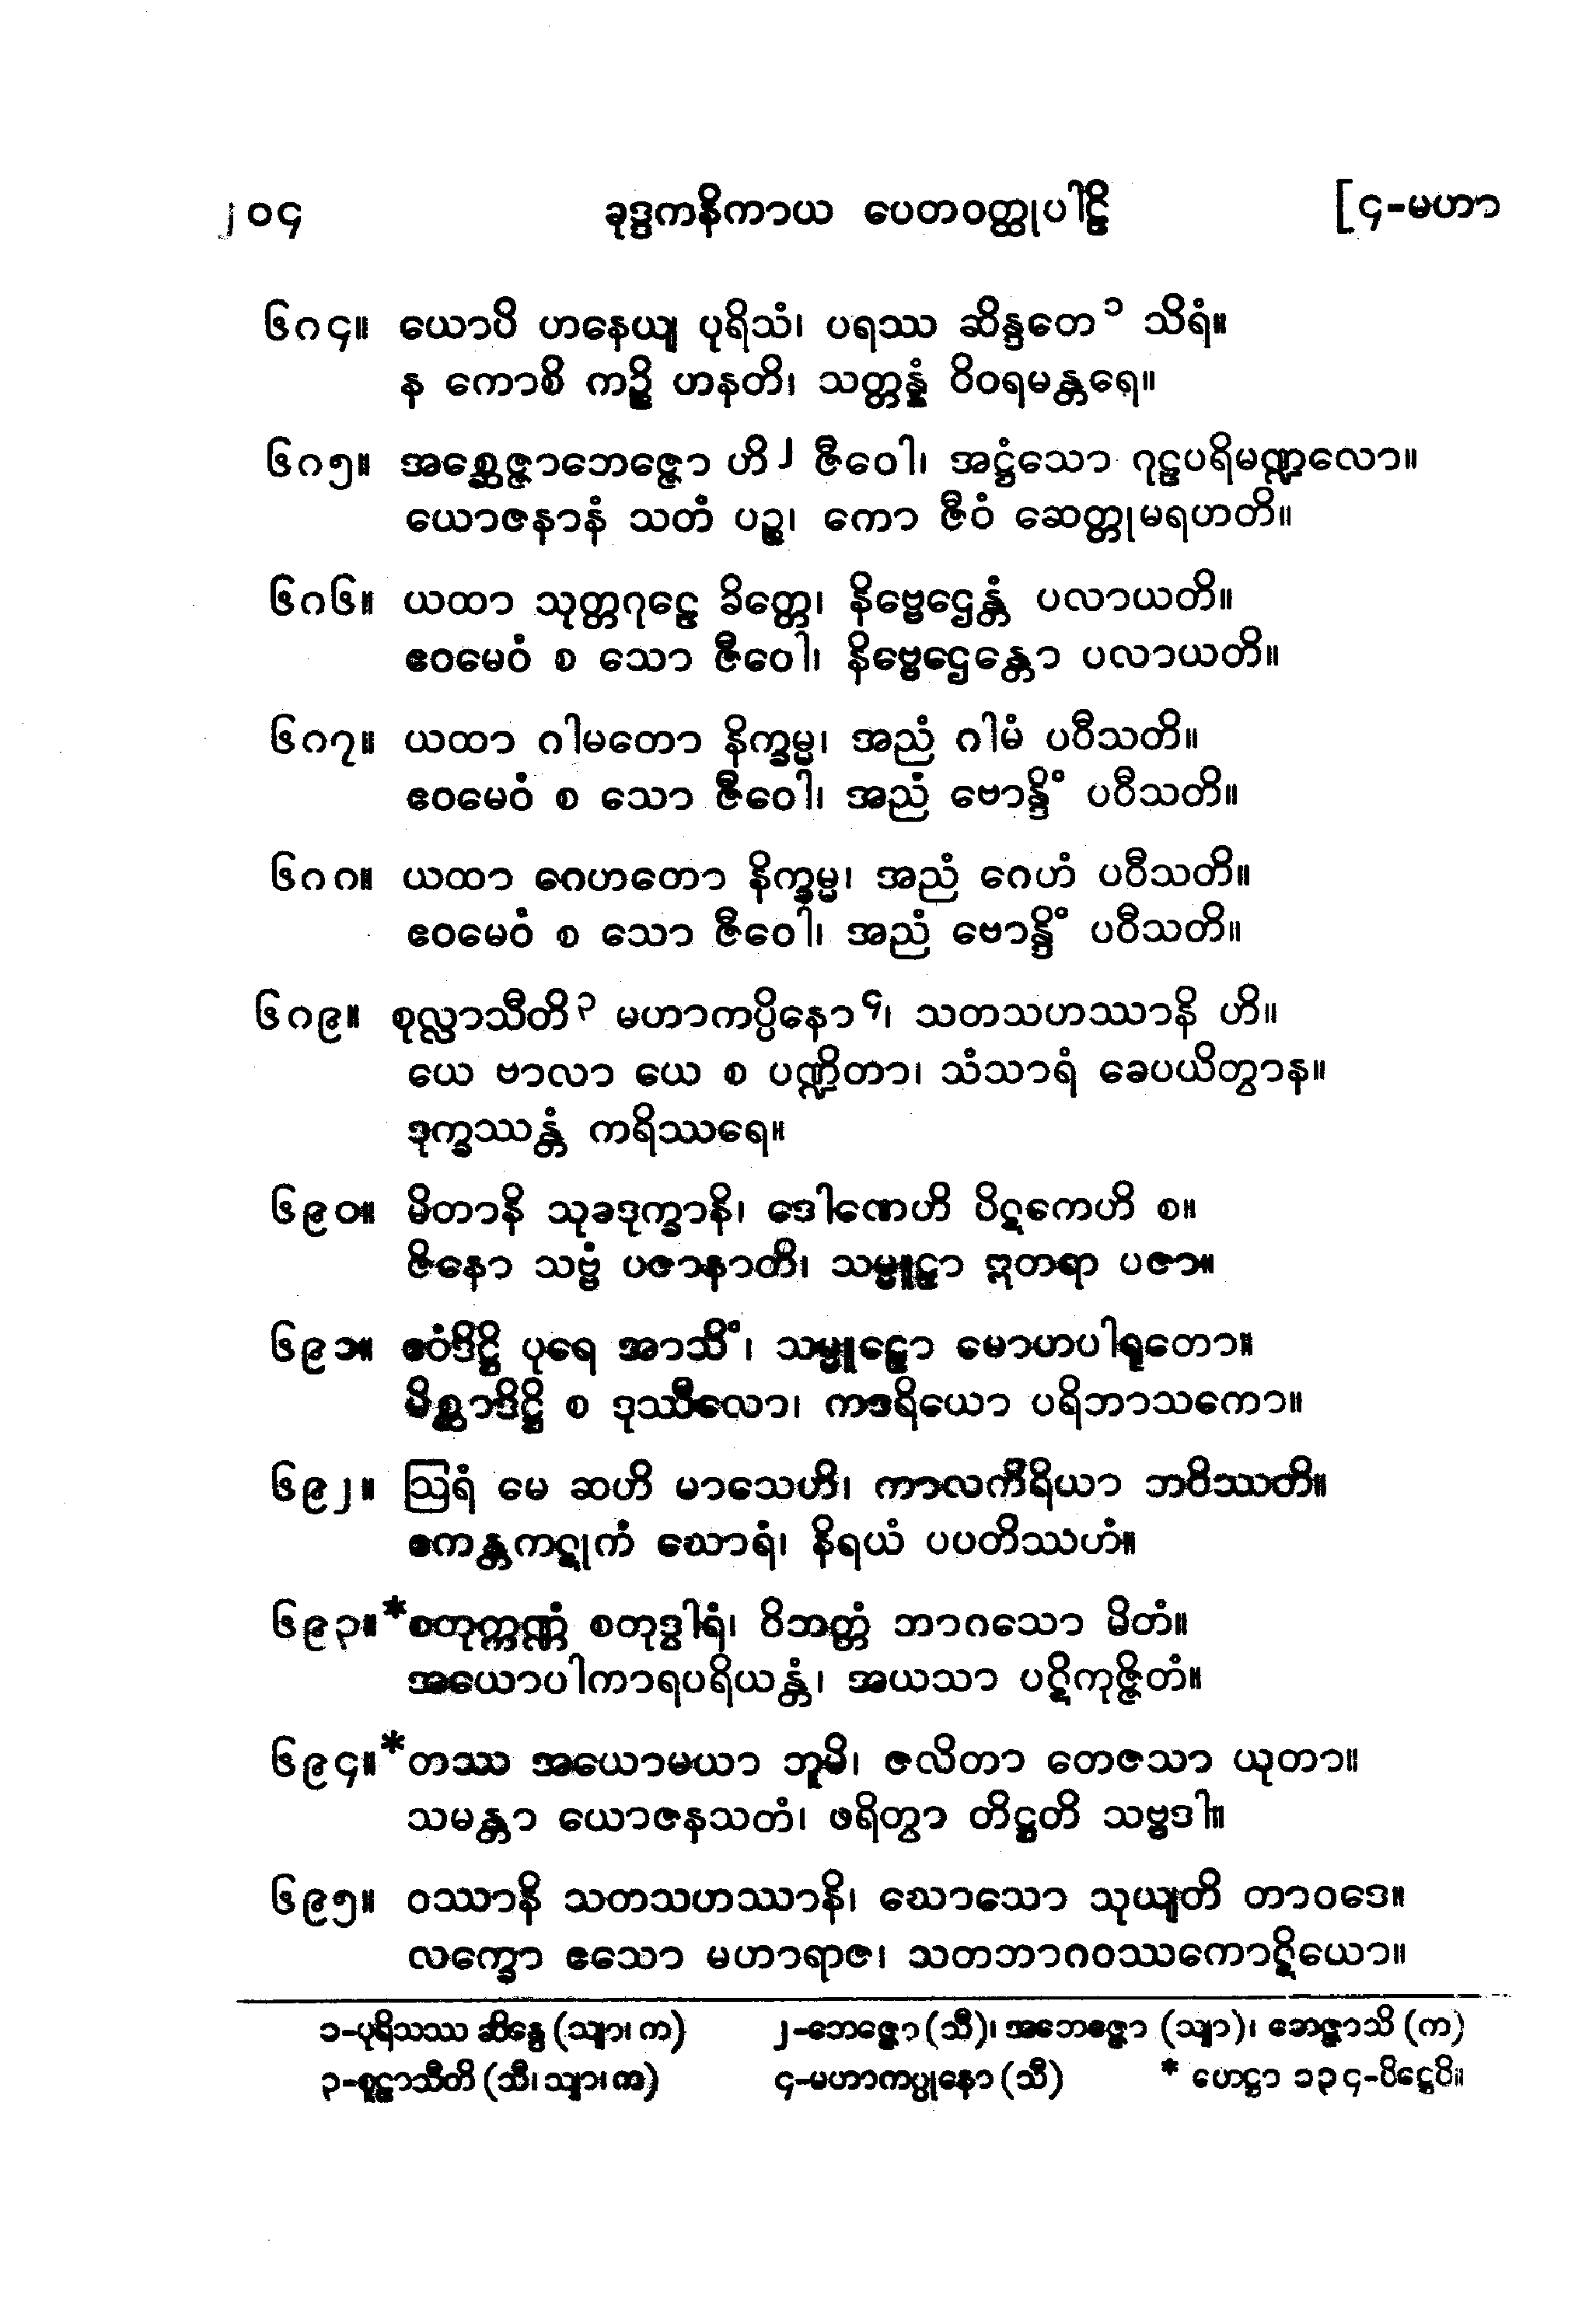 ၂၀၄ ခုဒ္ဒကနိကာယ ပေတဝတ္ထုပါဠိ [၄-မဟာ
၆၈၄။ ယောပိ ဟနေယျ ပုရိသံ၊ ပရဿ ဆိန္ဒတေ ၁ သိရံ။
န ကောစိ ကဉ္စိ ဟနတိ၊ သတ္တန္နံ ဝိဝရမန္တရေ။
၆၈၅။ အစ္ဆေဇ္ဇာဘေဇ္ဇော ဟိ ၂ ဇီဝေါ၊ အဋ္ဌံသော ဂုဠပရိမဏ္ဍလော။
ယောဇနာနံ သတံ ပဉ္စ၊ ကော ဇီဝံ ဆေတ္တုမရဟတိ။
၆၈၆။ ယထာ သုတ္တဂုဠေ ခိတ္တေ၊ နိဗ္ဗေဌေန္တံ ပလာယတိ။
ဧဝမေဝံ စ သော ဇီဝေါ၊ နိဗ္ဗေဌေန္တော ပလာယတိ။
၆၈၇။ ယထာ ဂါမတော နိက္ခမ္မ၊ အညံ ဂါမံ ပဝိသတိ။
ဧဝမေဝံ စ သော ဇီဝေါ၊ အညံ ဗောန္ဒိံ ပဝိသတိ။
၆၈၈။ ယထာ ဂေဟတော နိက္ခမ္မ၊ အညံ ဂေဟံ ပဝိသတိ။
ဧဝမေဝံ စ သော ဇီဝေါ၊ အညံ ဗောန္ဒိံ ပဝိသတိ။
၆၈၉။ စုလ္လာသီတိ ၃ မဟာကပ္ပိနော ၄၊ သတသဟဿာနိ ဟိ။
ယေ ဗာလာ ယေ စ ပဏ္ဍိတာ၊ သံသာရံ ခေပယိတွာန။
ဒုက္ခဿန္တံ ကရိဿရေ။
၆၉၀။ မိတာနိ သုခဒုက္ခာနိ၊ ဒေါဏေဟိ ပိဋကေဟိ စ။
ဇိနော သဗ္ဗံ ပဇာနာတိ၊ သမ္မူဠှာ ဣတရာ ပဇာ။
၆၉၁။ ဧဝံဒိဋ္ဌိ ပုရေ အာသိံ၊ သမ္မူဠှော မောဟပါရုတော။
မိစ္ဆာဒိဋ္ဌိ စ ဒုဿီလော၊ ကဒရိယော ပရိဘာသကော။
၆၉၂။ ဩရံ မေ ဆဟိ မာသေဟိ၊ ကာလကိရိယာ ဘဝိဿတိ။
ဧကန္တကဋုကံ ဃောရံ၊ နိရယံ ပပတိဿဟံ။
၆၉၃။ *စတုက္ကဏ္ဏံ စတုဒွါရံ၊ ဝိဘတ္တံ ဘာဂသော မိတံ။
အယောပါကာရပရိယန္တံ၊ အယသာ ပဋိကုဇ္ဇိတံ။
၆၉၄။ *တဿ အယောမယာ ဘူမိ၊ ဇလိတာ တေဇသာ ယုတာ။
သမန္တာ ယောဇနသတံ၊ ဖရိတွာ တိဋ္ဌတိ သဗ္ဗဒါ။
၆၉၅။ ဝဿာနိ သတသဟဿာနိ၊ ဃောသော သုယျတိ တာဝဒေ။
လက္ခော ဧသော မဟာရာဇ၊ သတဘာဂဝဿကောဋိယော။
၁-ပုရိသဿ ဆိန္ဒေ (သျာ၊ က) ၂-ဘေဇ္ဇော (သီ)၊ အဘေဇ္ဇော (သျာ)၊ ဘေဇ္ဇာသိ (က)
၃-စူဠာသီတိ (သီ၊ သျာ၊ က) ၄-မဟာကပ္ပုနော (သီ) * ဟေဋ္ဌာ ၁၃၄-ပိဋ္ဌေပိ။